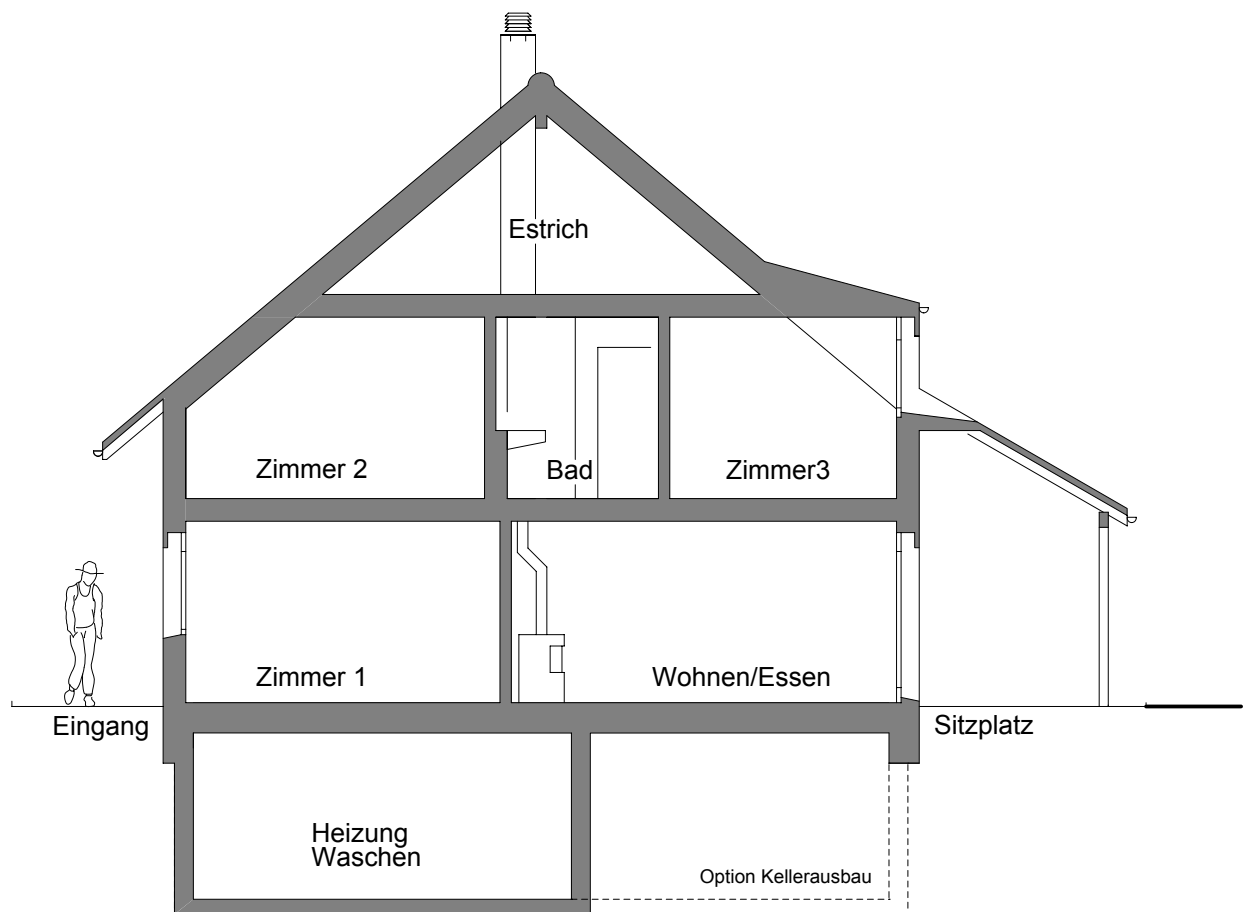 Estrich
Zimmer 2
Bad
Zimmer3
Zimmer 1
Wohnen/Essen
Eingang
Sitzplatz
Heizung
Waschen
Option Kellerausbau